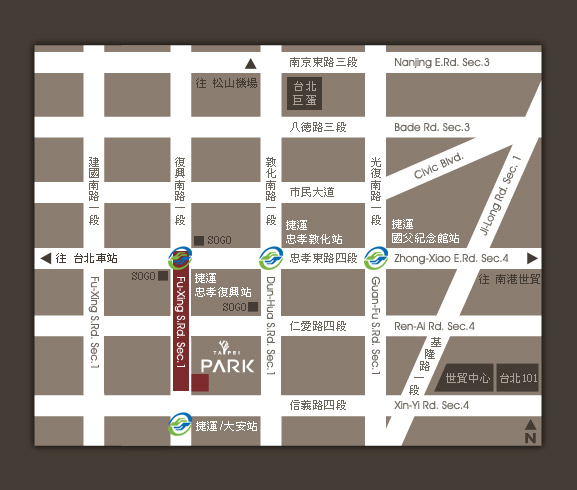 南京東路三段
Nanjing E.Rd. Sec.3
往 松山機場
台北
巨蛋
八德路三段
Bade Rd. Sec.3
建國南路一段
復興南路一段
敦化南路一段
光復南路一段
Civic Blvd.
Ji-Long Rd. Sec. 1
市民大道
捷運
忠孝敦化站
捷運
國父紀念館站
SOGO
往 台北車站
忠孝東路四段
Zhong-Xiao E.Rd. Sec.4
SOGO
捷運
忠孝復興站
往 南港世貿
SOGO
Fu-Xing S.Rd. Sec.1
Fu-Xing S.Rd. Sec.1
Dun-Hua S.Rd. Sec.1
Guan-Fu S.Rd. Sec.1
仁愛路四段
Ren-Ai Rd. Sec.4
基隆路一段
TAIPEI
PARK
世貿中心
台北101
信義路四段
Xin-Yi Rd. Sec.4
捷運/大安站
N